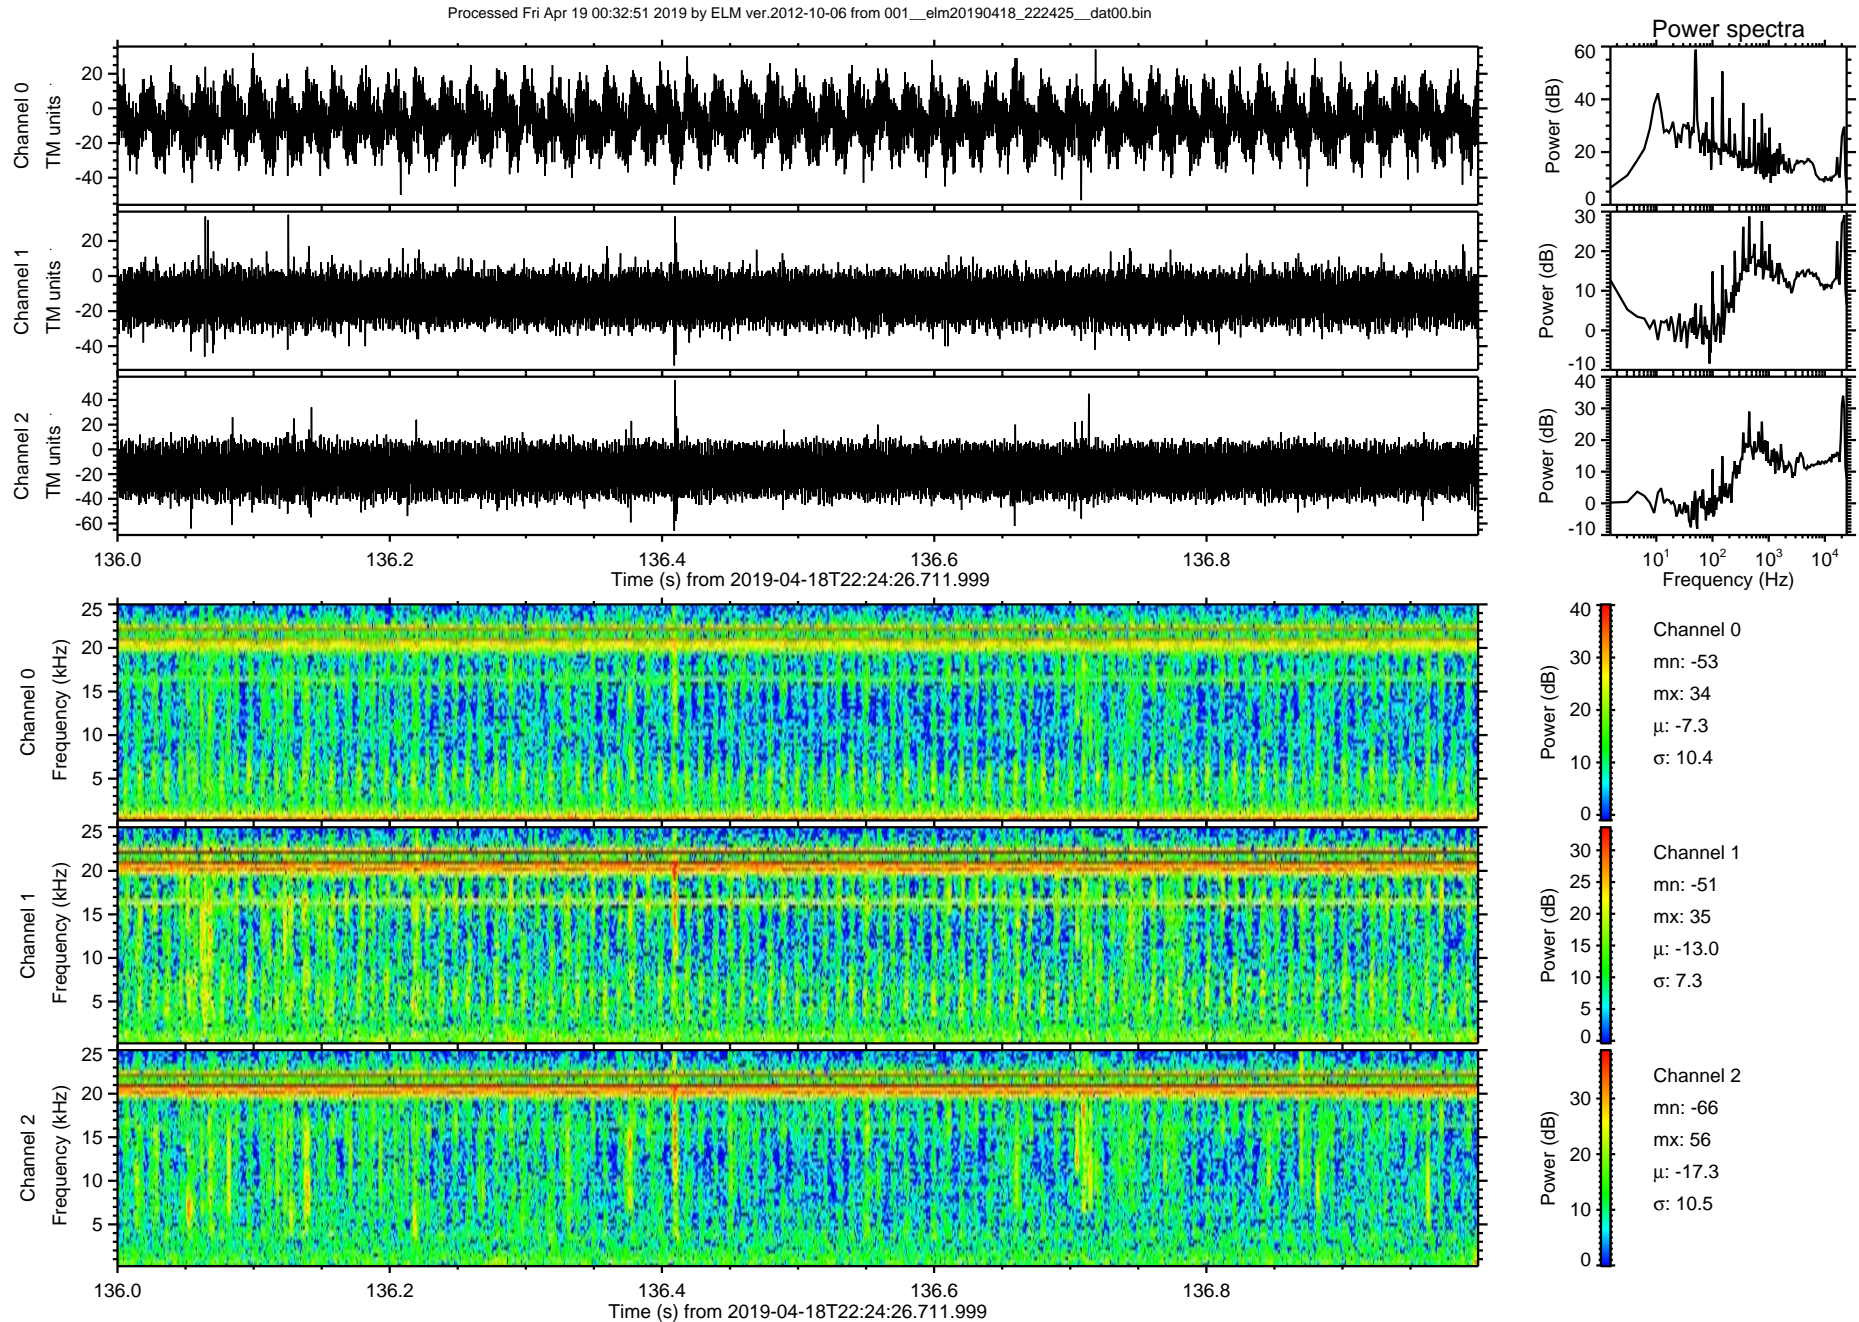 Processed Fri Apr 19 00:32:51 2019 by ELM ver.2012-10-06 from 001__elm20190418_222425__dat00.bin
Power spectra
Channel 0
TM units
20
0
-20
-40
Power (dB)
60
40
20
0
Channel 1
TM units
20
0
-20
-40
Power (dB)
30
20
10
0
-10
Channel 2
TM units
40
20
0
-20
-40
-60
Power (dB)
40
30
20
10
0
-10
136.0 136.2 136.4 136.6 136.8
Time (s) from 2019-04-18T22:24:26.711.999
10¹ 10² 10³ 10⁴
Frequency (Hz)
Channel 0
Frequency (kHz)
25
20
15
10
5
Power (dB)
40
30
20
10
0
Channel 0
mn: -53
mx: 34
μ: -7.3
σ: 10.4
Channel 1
Frequency (kHz)
25
20
15
10
5
Power (dB)
30
25
20
15
10
5
0
Channel 1
mn: -51
mx: 35
μ: -13.0
σ: 7.3
Channel 2
Frequency (kHz)
25
20
15
10
5
Power (dB)
30
20
10
0
Channel 2
mn: -66
mx: 56
μ: -17.3
σ: 10.5
136.0 136.2 136.4 136.6 136.8
Time (s) from 2019-04-18T22:24:26.711.999